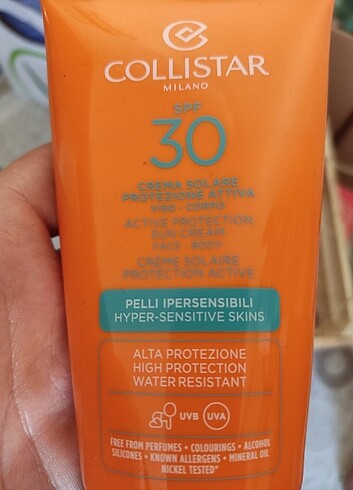 COLLISTAR
MILANO
SPF
30
CREMA SOLARE
PROTEZIONE ATTIVA
VISO - CORPO
ACTIVE PROTECTION
SUN CREAM
FACE - BODY
CRÈME SOLAIRE
PROTECTION ACTIVE
PELLI IPERSENSIBILI
HYPER-SENSITIVE SKINS
ALTA PROTEZIONE
HIGH PROTECTION
WATER RESISTANT
UVB UVA
FREE FROM PERFUMES • COLOURINGS • ALCOHOL
SILICONES • KNOWN ALLERGENS • MINERAL OIL
NICKEL TESTED*